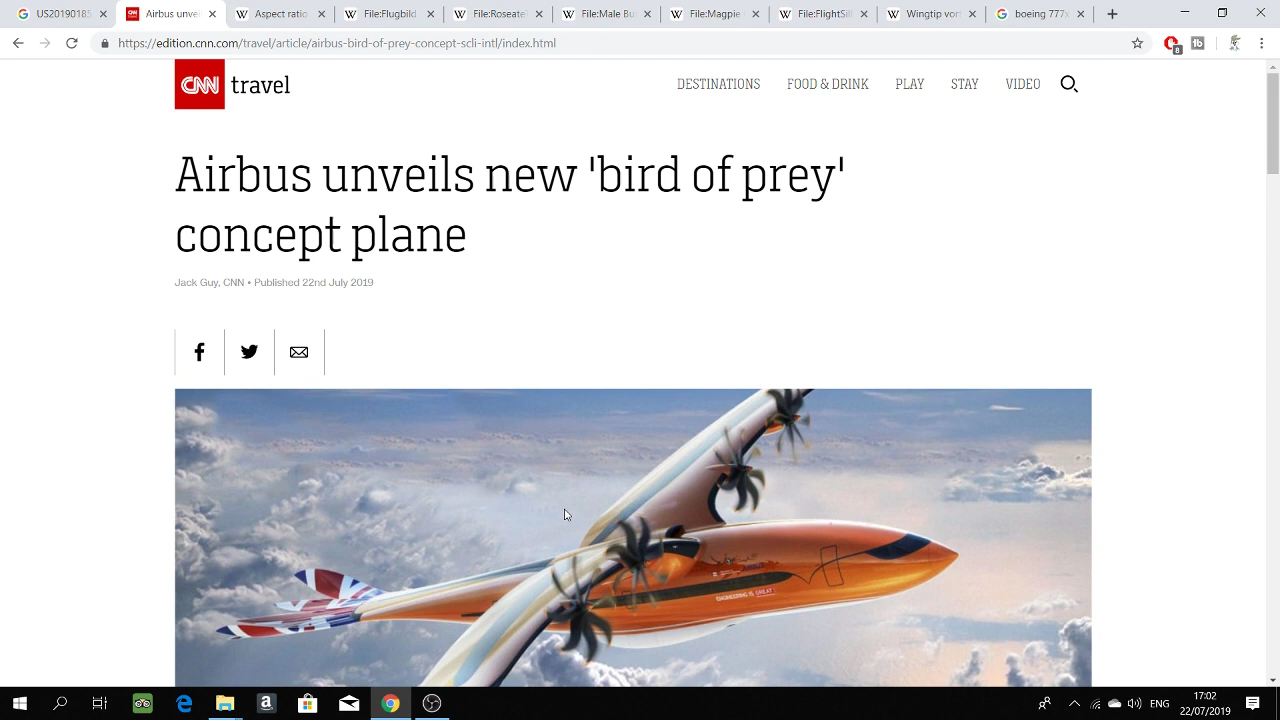 US20190185
Airbus unve
Aspect ratio
File:Flugbild
File:Roseate
File:Male Bu
File:Magpie
Wingtip vort
boeing 777x
https://edition.cnn.com/travel/article/airbus-bird-of-prey-concept-scli-intl/index.html
8
CNN travel
DESTINATIONS FOOD & DRINK PLAY STAY VIDEO
Airbus unveils new 'bird of prey'
concept plane
Jack Guy, CNN • Published 22nd July 2019
ENGINEERING IS GREAT
ENG
17:02
22/07/2019